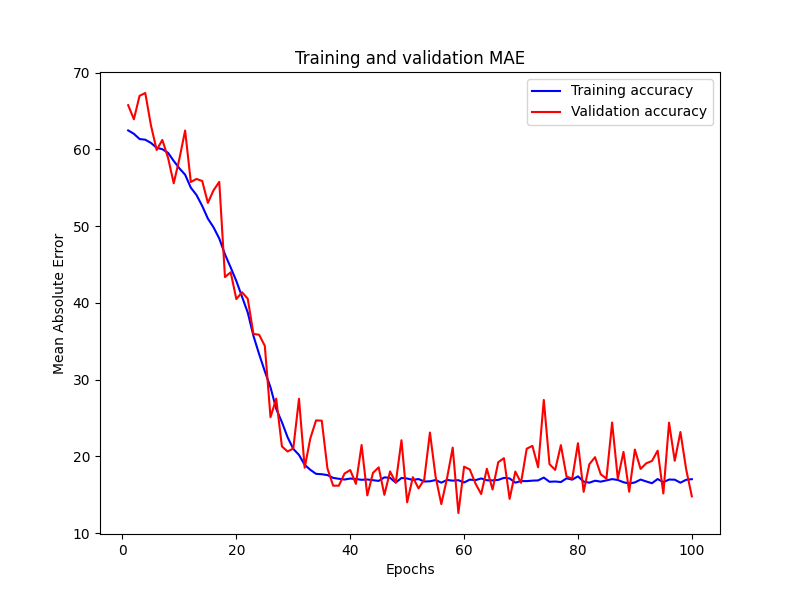 Training and validation MAE
Training accuracy
Validation accuracy
Mean Absolute Error
70
60
50
40
30
20
10
0
20
40
60
80
100
Epochs